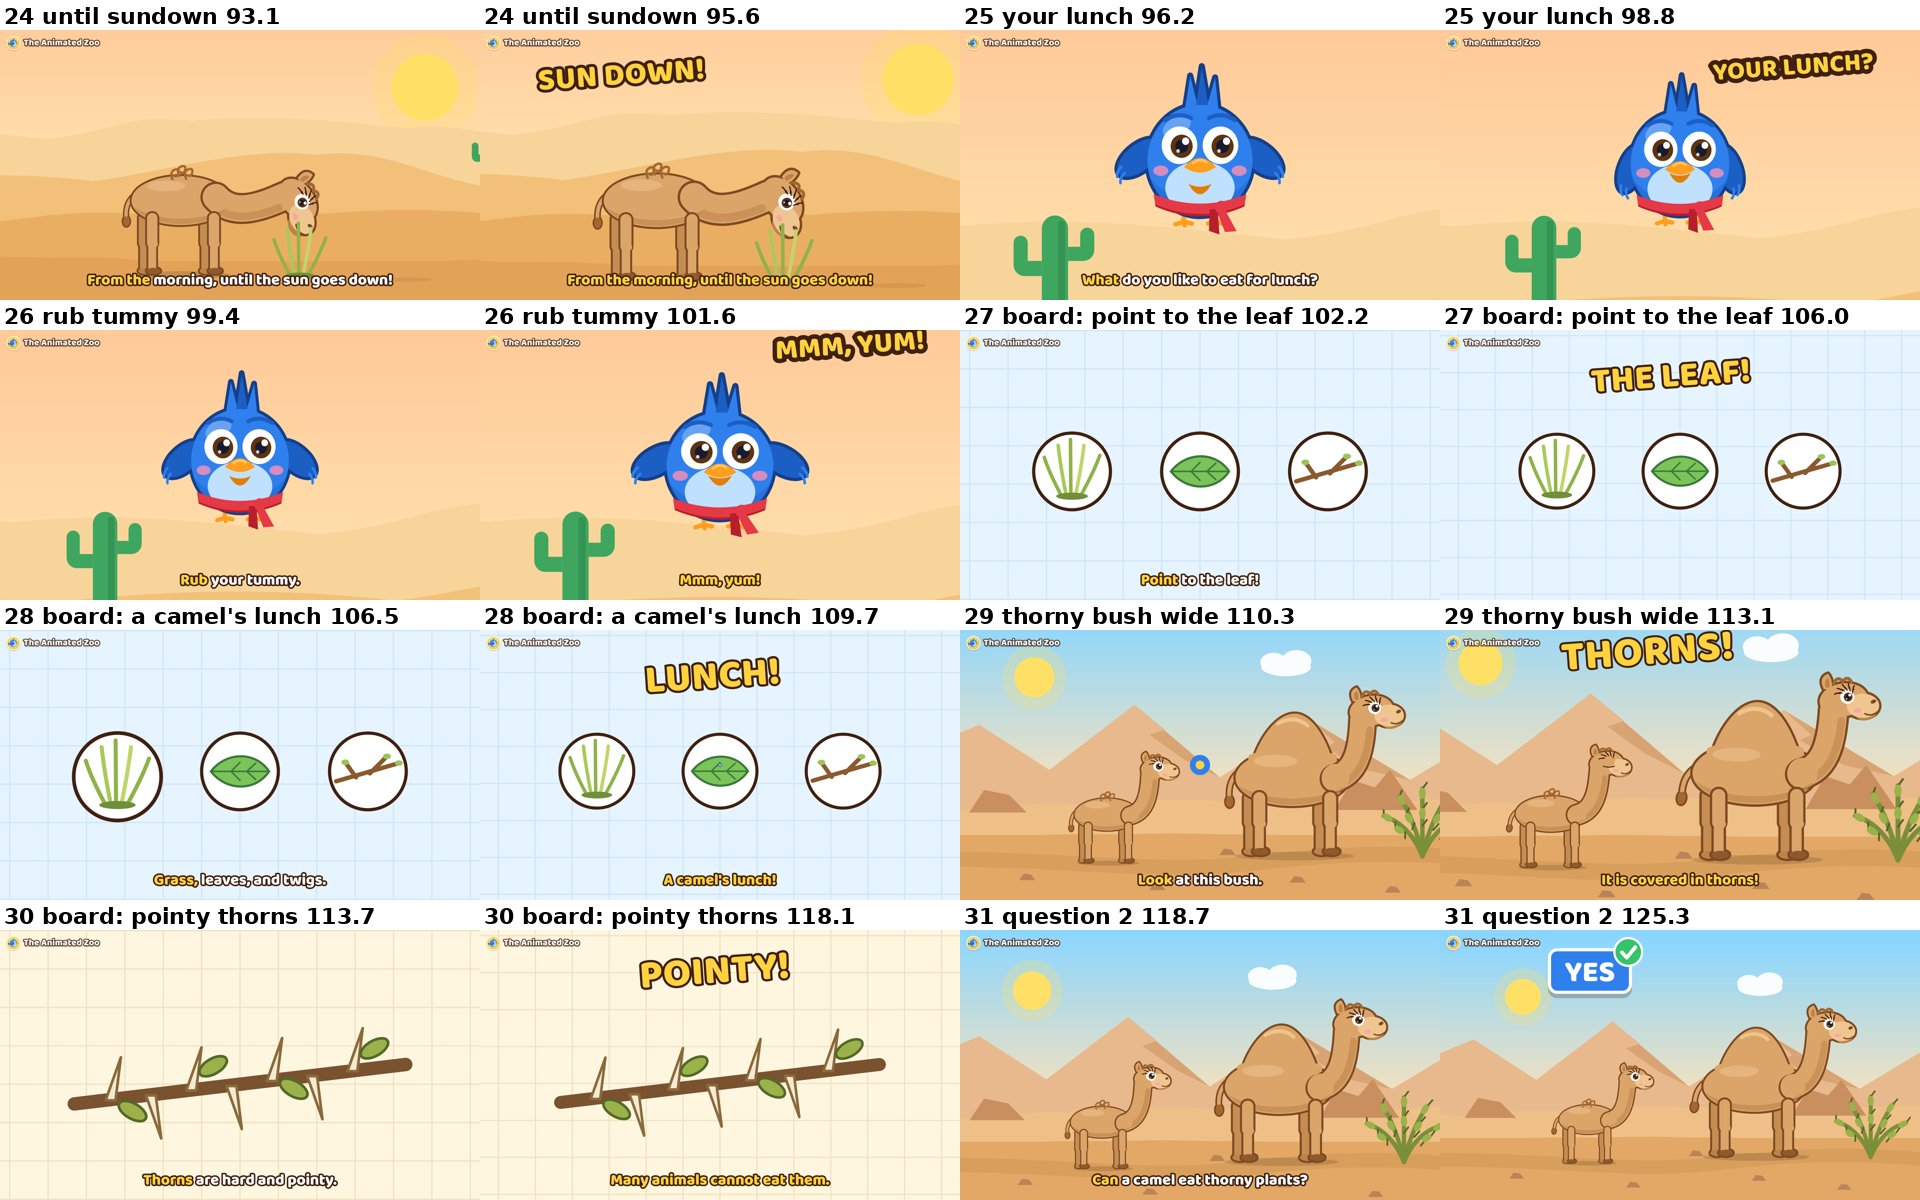 24 until sundown 93.1
24 until sundown 95.6
25 your lunch 96.2
25 your lunch 98.8
The Animated Zoo
From the morning, until the sun goes down!
The Animated Zoo
SUN DOWN!
From the morning, until the sun goes down!
The Animated Zoo
What do you like to eat for lunch?
The Animated Zoo
YOUR LUNCH?
26 rub tummy 99.4
26 rub tummy 101.6
27 board: point to the leaf 102.2
27 board: point to the leaf 106.0
The Animated Zoo
Rub your tummy.
The Animated Zoo
MMM, YUM!
Mmm, yum!
The Animated Zoo
Point to the leaf!
The Animated Zoo
THE LEAF!
28 board: a camel's lunch 106.5
28 board: a camel's lunch 109.7
29 thorny bush wide 110.3
29 thorny bush wide 113.1
The Animated Zoo
Grass, leaves, and twigs.
The Animated Zoo
LUNCH!
A camel's lunch!
The Animated Zoo
Look at this bush.
The Animated Zoo
THORNS!
It is covered in thorns!
30 board: pointy thorns 113.7
30 board: pointy thorns 118.1
31 question 2 118.7
31 question 2 125.3
The Animated Zoo
Thorns are hard and pointy.
The Animated Zoo
POINTY!
Many animals cannot eat them.
The Animated Zoo
Can a camel eat thorny plants?
The Animated Zoo
YES